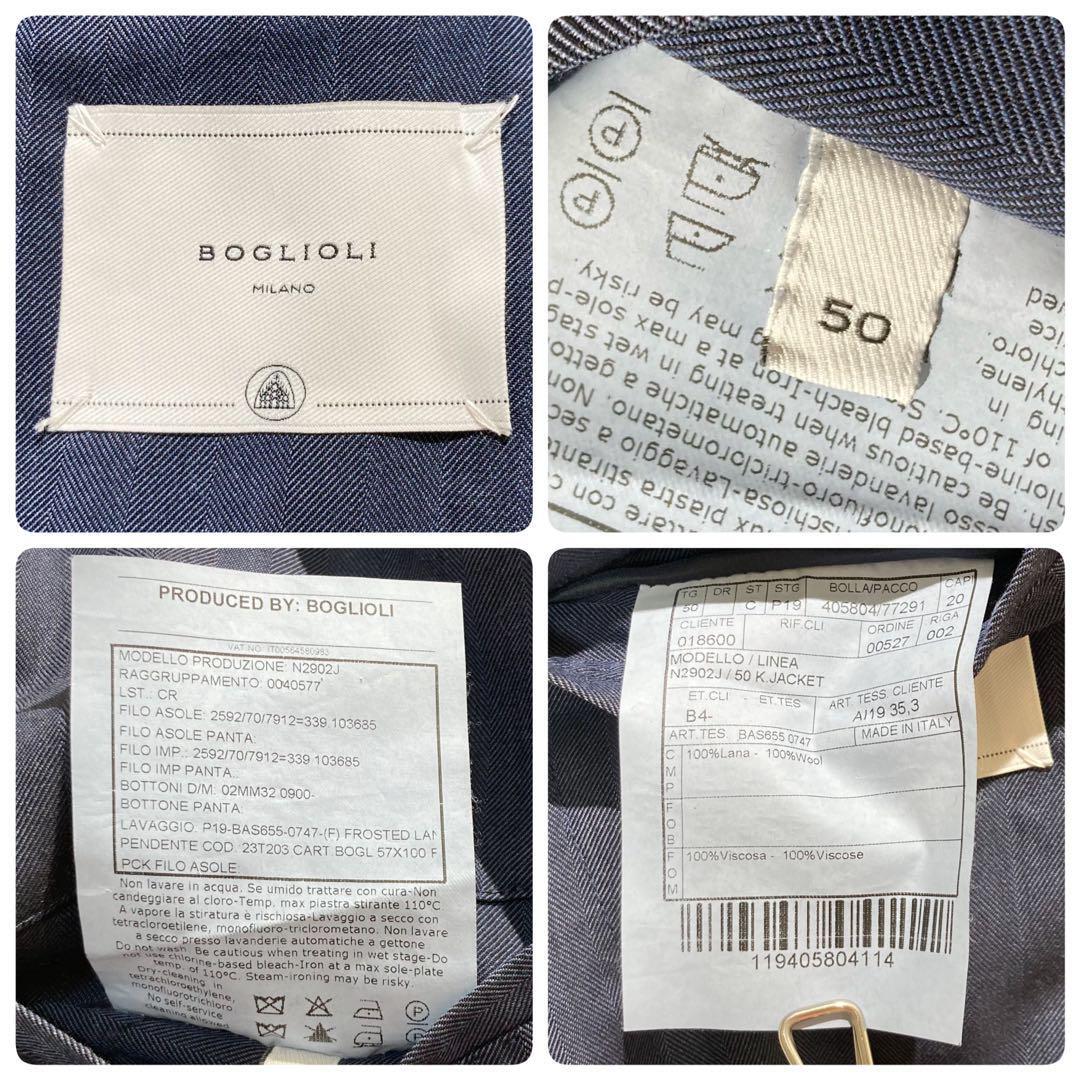 BOGLIOLI
MILANO
50
PRODUCED BY: BOGLIOLI
VAT NO. IT00564580983
MODELLO PRODUZIONE: N2902J
RAGGRUPPAMENTO: 0040577
LST.: CR
FILO ASOLE: 2592/70/7912=339 103685
FILO ASOLE PANTA:
FILO IMP.: 2592/70/7912=339 103685
FILO IMP PANTA.:
BOTTONI D/M: 02MM32 0900-
BOTTONE PANTA:
LAVAGGIO: P19-BAS655-0747-(F) FROSTED LAN
PENDENTE COD: 23T203 CART.BOGL 57X100 F
PCK FILO ASOLE:
Non lavare in acqua. Se umido trattare con cura-Non
candeggiare al cloro-Temp. max piastra stirante 110°C
A vapore la stiratura è rischiosa-Lavaggio a secco con
tetracloroetilene, monofluoro-triclorometano. Non lavare
a secco presso lavanderie automatiche a gettone
Do not wash. Be cautious when treating in wet stage-Do
not use chlorine-based bleach-Iron at a max sole-plate
temp. of 110°C. Steam-ironing may be risky.
Dry-cleaning in
tetrachloroethylene,
monofluorotrichloro
No self-service
cleaning allowed
TG DR ST STG BOLLA/PACCO CAPI
50 C P19 405804/77291 20
CLIENTE RIF.CLI ORDINE RIGA
018600 00527 002
MODELLO / LINEA
N2902J / 50 K.JACKET
ET.CLI - ET.TES ART. TESS. CLIENTE
B4- A/19 35,3
ART.TES. BAS655 0747 MADE IN ITALY
CMP 100%Lana - 100%Wool
FOB
FOM 100%Viscosa - 100%Viscose
119405804114